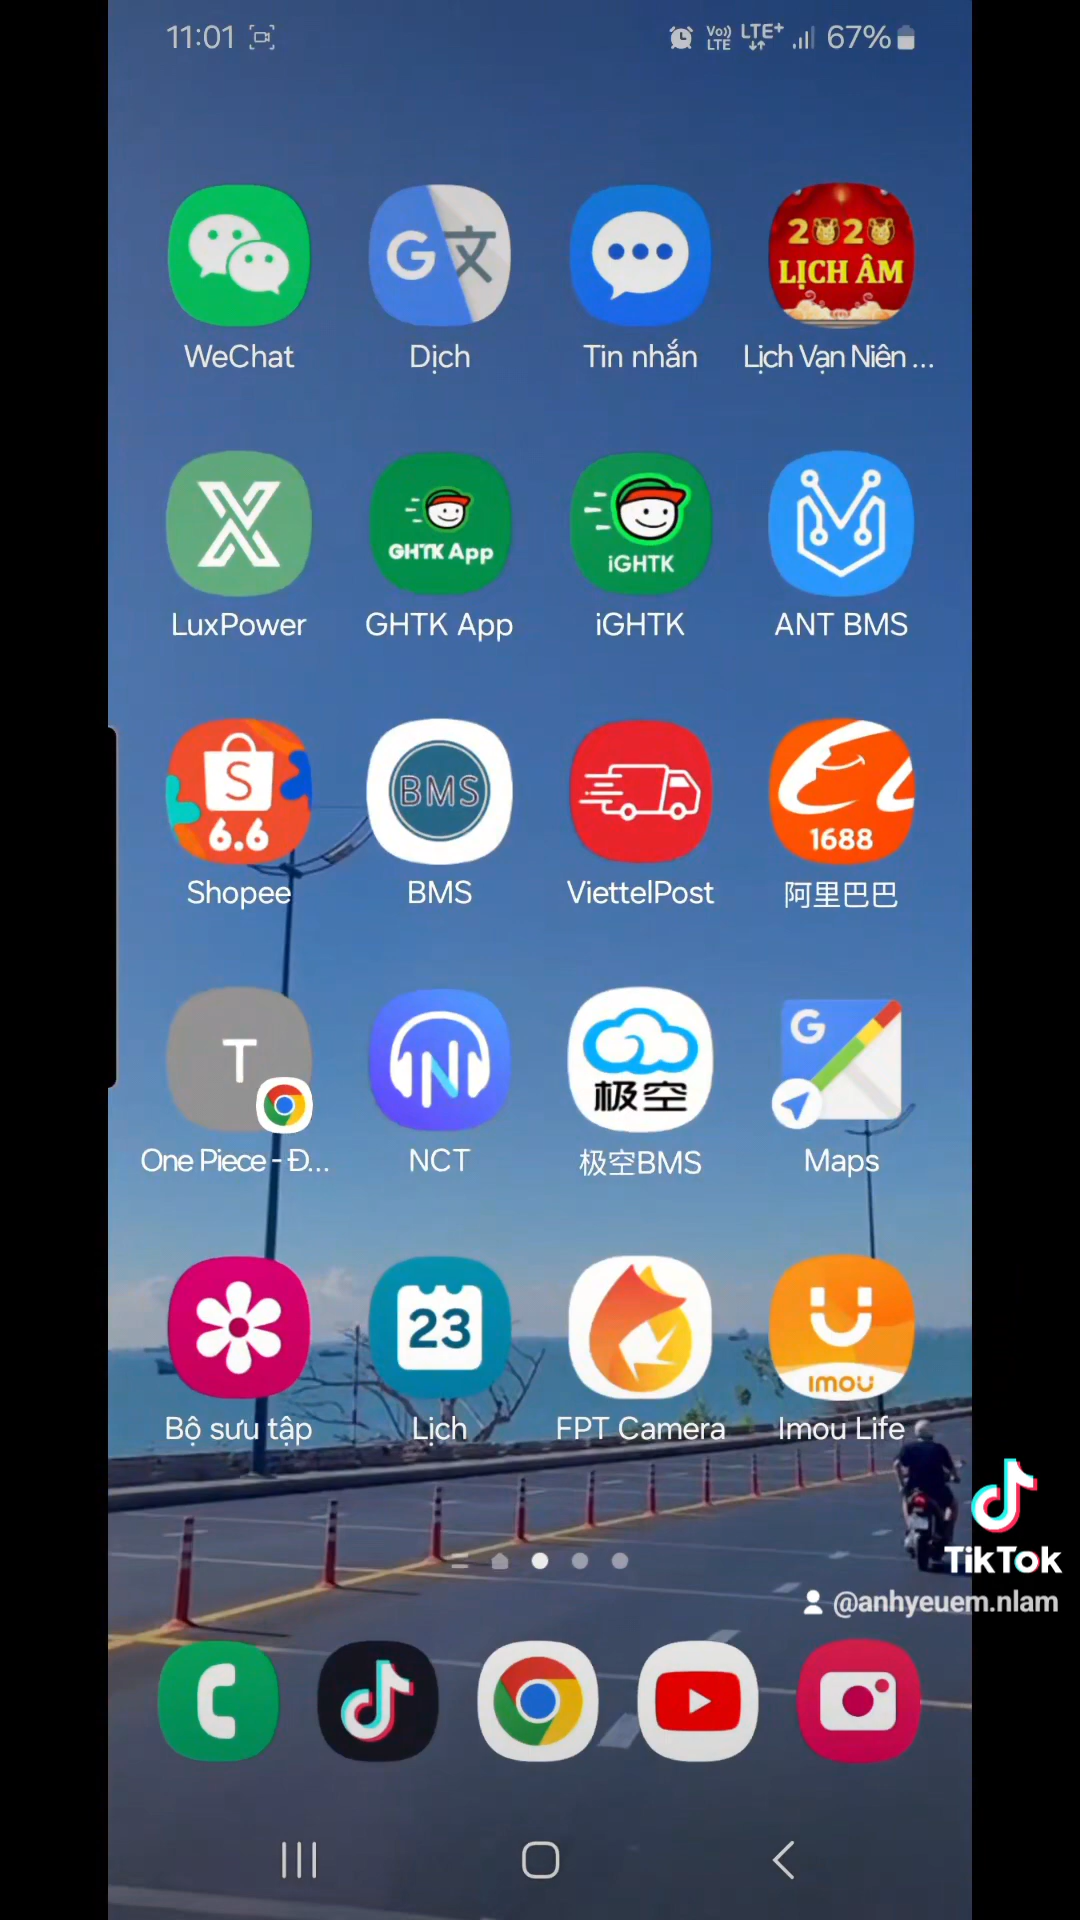 11:01
Vo)) LTE LTE+ 67%
2020
LỊCH ÂM
WeChat Dịch Tin nhắn Lịch Vạn Niên ...
GHTK App
iGHTK
LuxPower GHTK App iGHTK ANT BMS
S
6.6
BMS
1688
Shopee BMS ViettelPost 阿里巴巴
T
极空
One Piece - Đ... NCT 极空BMS Maps
23
imou
Bộ sưu tập Lịch FPT Camera Imou Life
TikTok
@anhyeuem.nlam